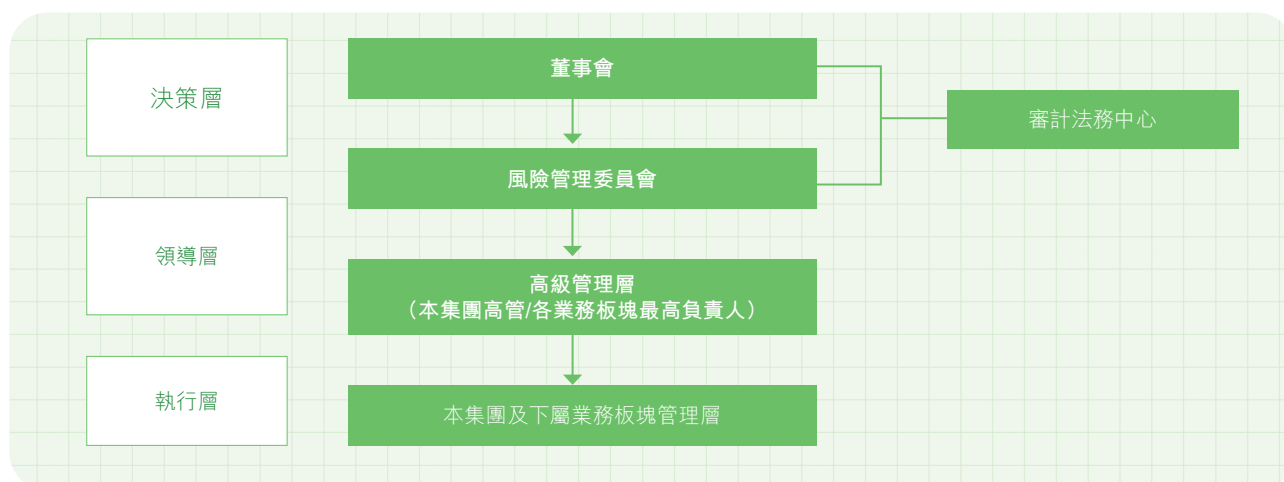 決策層
董事會
審計法務中心
風險管理委員會
領導層
高級管理層
（本集團高管/各業務板塊最高負責人）
執行層
本集團及下屬業務板塊管理層